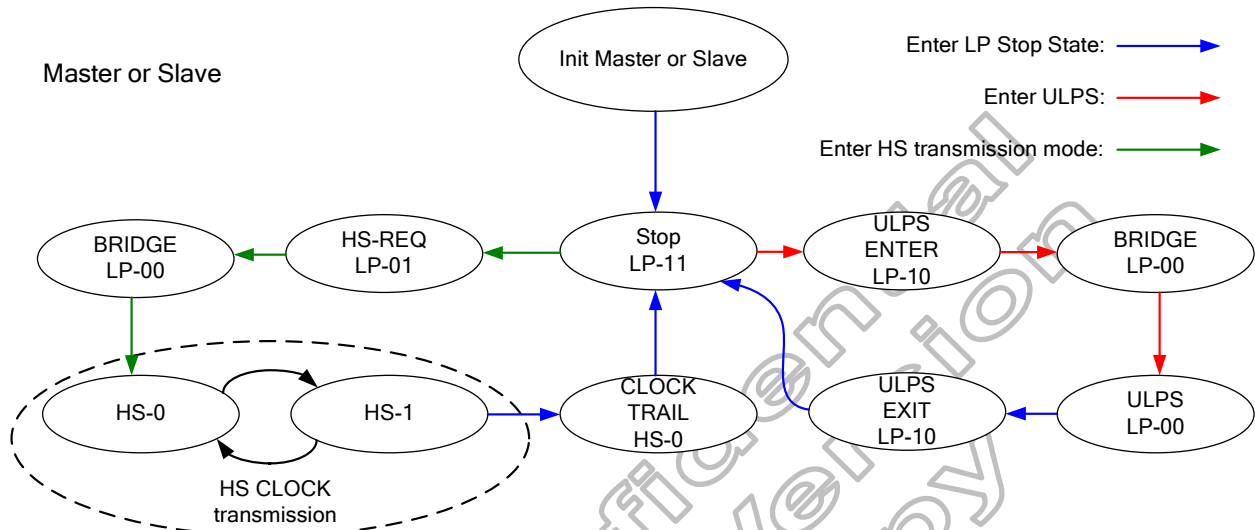 Master or Slave
Init Master or Slave
Enter LP Stop State:
Enter ULPS:
Enter HS transmission mode:
BRIDGE
LP-00
HS-REQ
LP-01
Stop
LP-11
ULPS
ENTER
LP-10
BRIDGE
LP-00
HS-0
HS-1
CLOCK
TRAIL
HS-0
ULPS
EXIT
LP-10
ULPS
LP-00
HS CLOCK
transmission